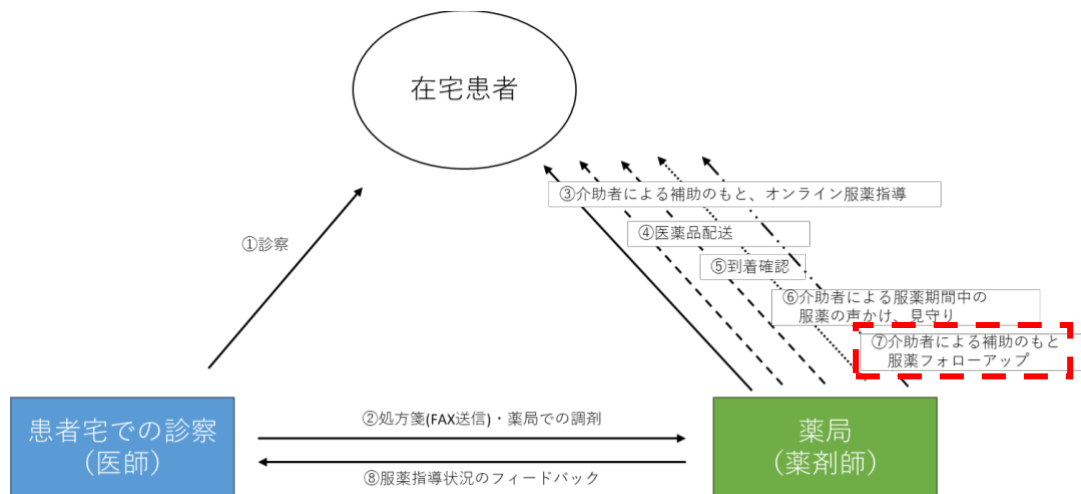 在宅患者
①診察
③介助者による補助のもと、オンライン服薬指導
④医薬品配送
⑤到着確認
⑥介助者による服薬期間中の
服薬の声かけ、見守り
⑦介助者による補助のもと
服薬フォローアップ
患者宅での診察
(医師)
②処方箋(FAX送信)・薬局での調剤
⑧服薬指導状況のフィードバック
薬局
(薬剤師)